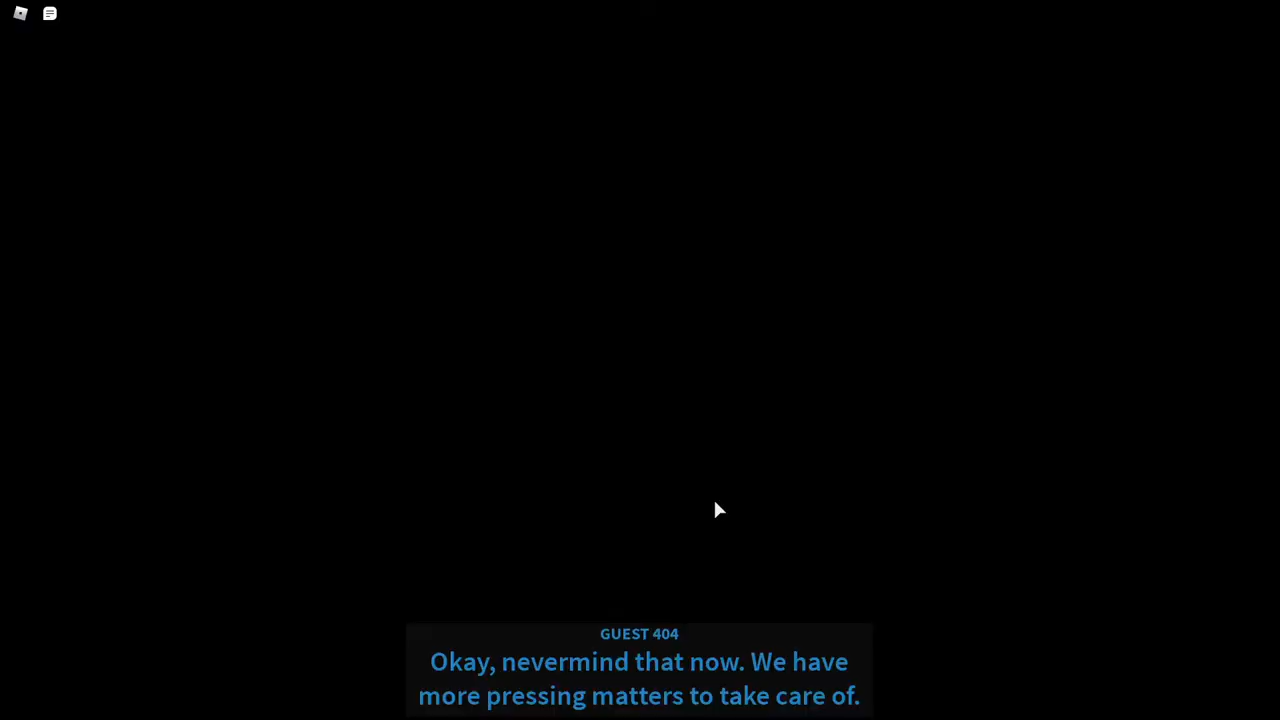 GUEST 404
Okay, nevermind that now. We have
more pressing matters to take care of.